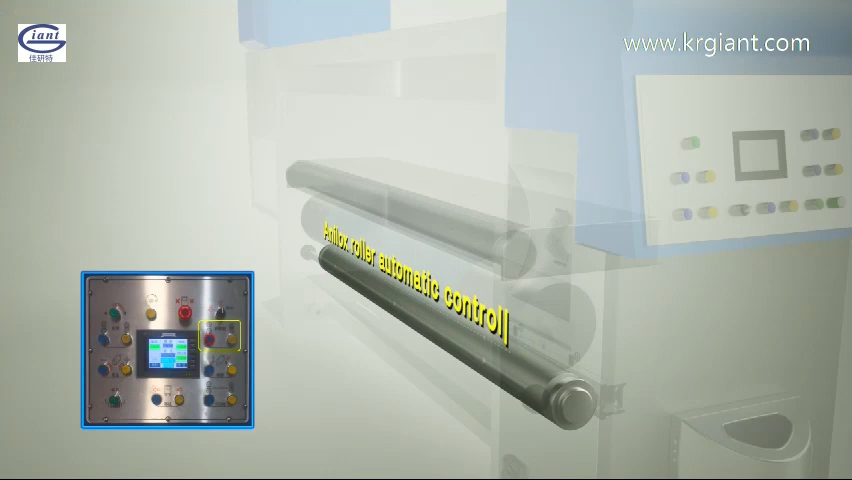 Giant
佳研特
www.krgiant.com
Anilox roller automatic controll